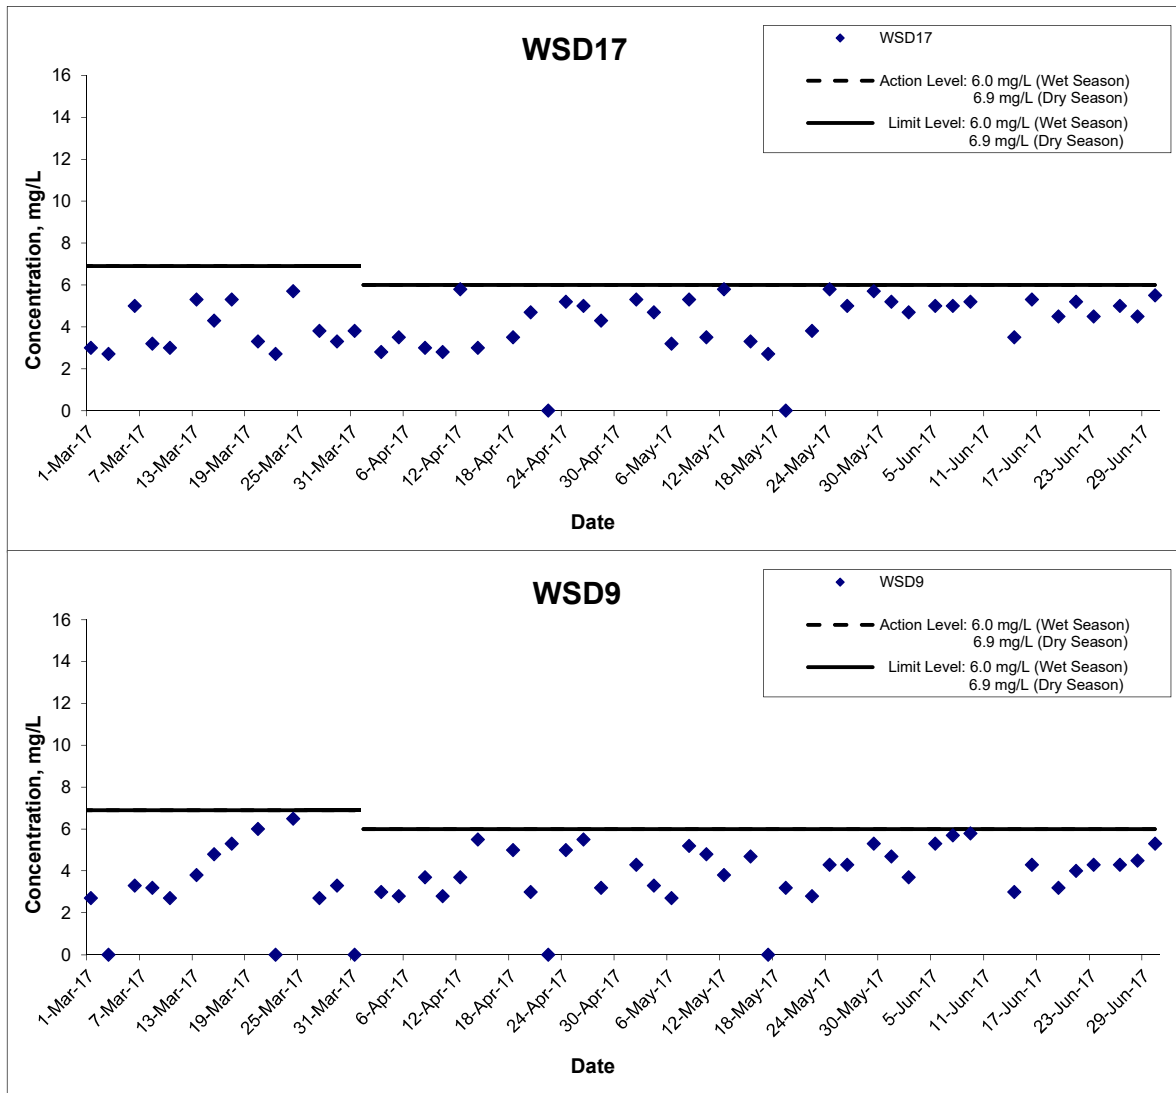 WSD17
WSD17
Action Level: 6.0 mg/L (Wet Season)
6.9 mg/L (Dry Season)
Limit Level: 6.0 mg/L (Wet Season)
6.9 mg/L (Dry Season)
Concentration, mg/L
16
14
12
10
8
6
4
2
0
1-Mar-17
7-Mar-17
13-Mar-17
19-Mar-17
25-Mar-17
31-Mar-17
6-Apr-17
12-Apr-17
18-Apr-17
24-Apr-17
30-Apr-17
6-May-17
12-May-17
18-May-17
24-May-17
30-May-17
5-Jun-17
11-Jun-17
17-Jun-17
23-Jun-17
29-Jun-17
Date
WSD9
WSD9
Action Level: 6.0 mg/L (Wet Season)
6.9 mg/L (Dry Season)
Limit Level: 6.0 mg/L (Wet Season)
6.9 mg/L (Dry Season)
Concentration, mg/L
16
14
12
10
8
6
4
2
0
1-Mar-17
7-Mar-17
13-Mar-17
19-Mar-17
25-Mar-17
31-Mar-17
6-Apr-17
12-Apr-17
18-Apr-17
24-Apr-17
30-Apr-17
6-May-17
12-May-17
18-May-17
24-May-17
30-May-17
5-Jun-17
11-Jun-17
17-Jun-17
23-Jun-17
29-Jun-17
Date